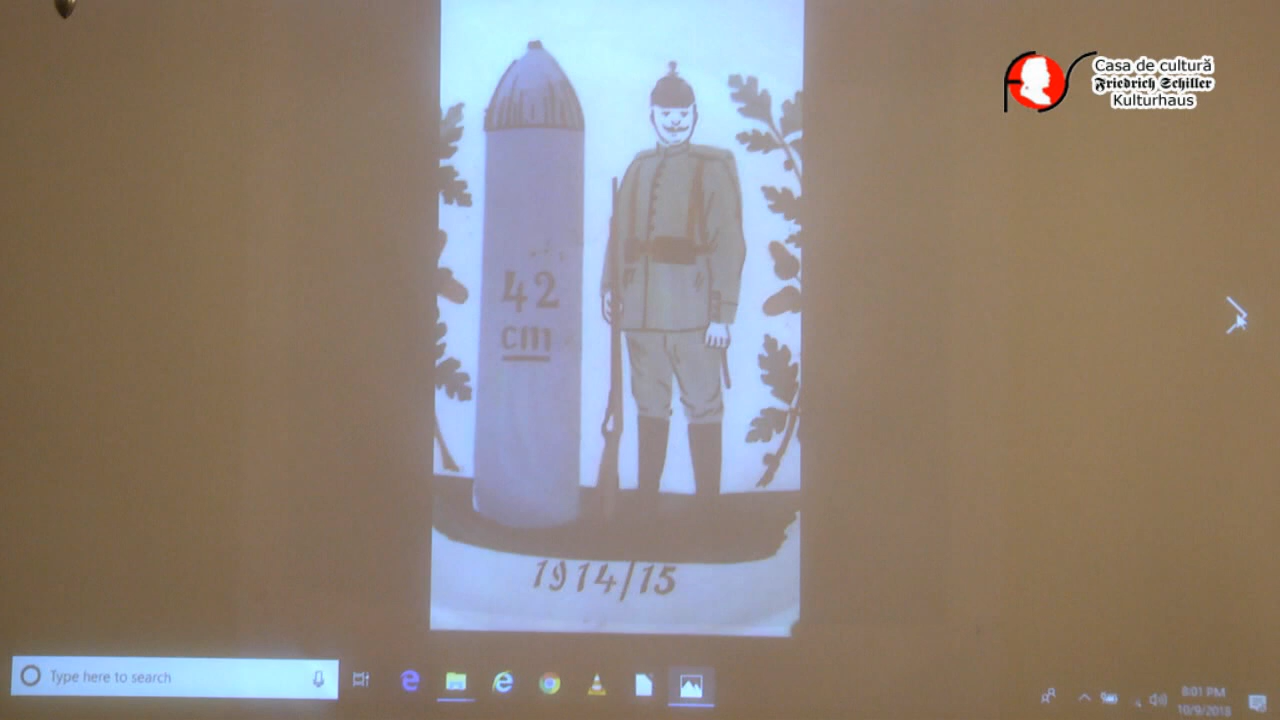 Casa de cultură
Friedrich Schiller
Kulturhaus
42
cm
1914/15
Type here to search
8:01 PM
10/9/2018